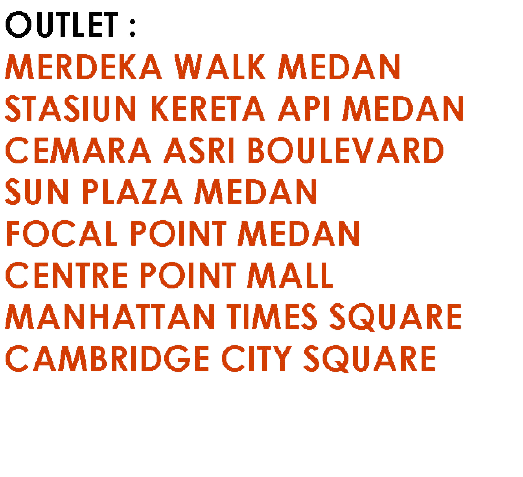 OUTLET :
MERDEKA WALK MEDAN
STASIUN KERETA API MEDAN
CEMARA ASRI BOULEVARD
SUN PLAZA MEDAN
FOCAL POINT MEDAN
CENTRE POINT MALL
MANHATTAN TIMES SQUARE
CAMBRIDGE CITY SQUARE